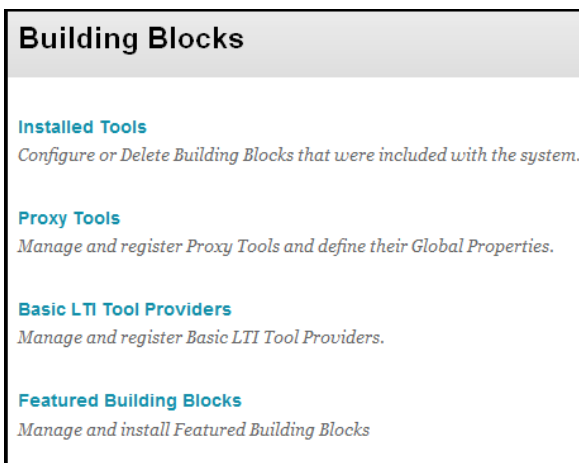 Building Blocks
Installed Tools
Configure or Delete Building Blocks that were included with the system.
Proxy Tools
Manage and register Proxy Tools and define their Global Properties.
Basic LTI Tool Providers
Manage and register Basic LTI Tool Providers.
Featured Building Blocks
Manage and install Featured Building Blocks